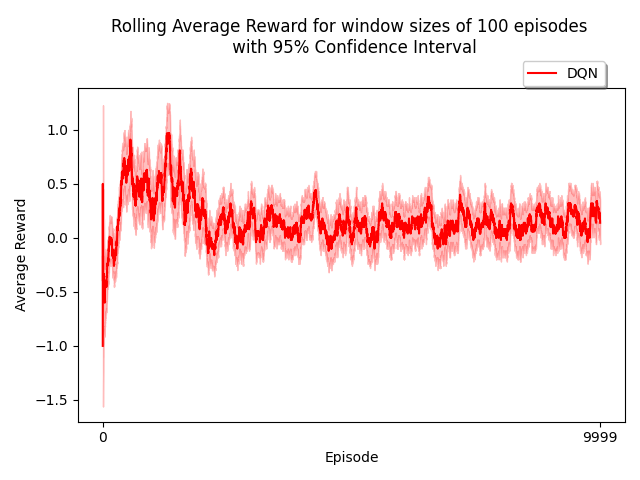 Rolling Average Reward for window sizes of 100 episodes
with 95% Confidence Interval
DQN
Average Reward
1.0
0.5
0.0
−0.5
−1.0
−1.5
0
9999
Episode